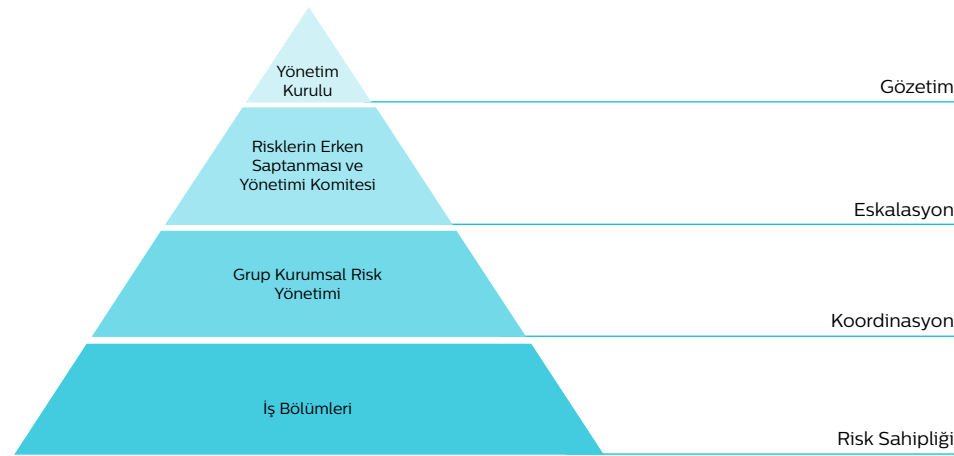 Yönetim
Kurulu
Gözetim
Risklerin Erken
Saptanması ve
Yönetimi Komitesi
Eskalasyon
Grup Kurumsal Risk
Yönetimi
Koordinasyon
İş Bölümleri
Risk Sahipliği